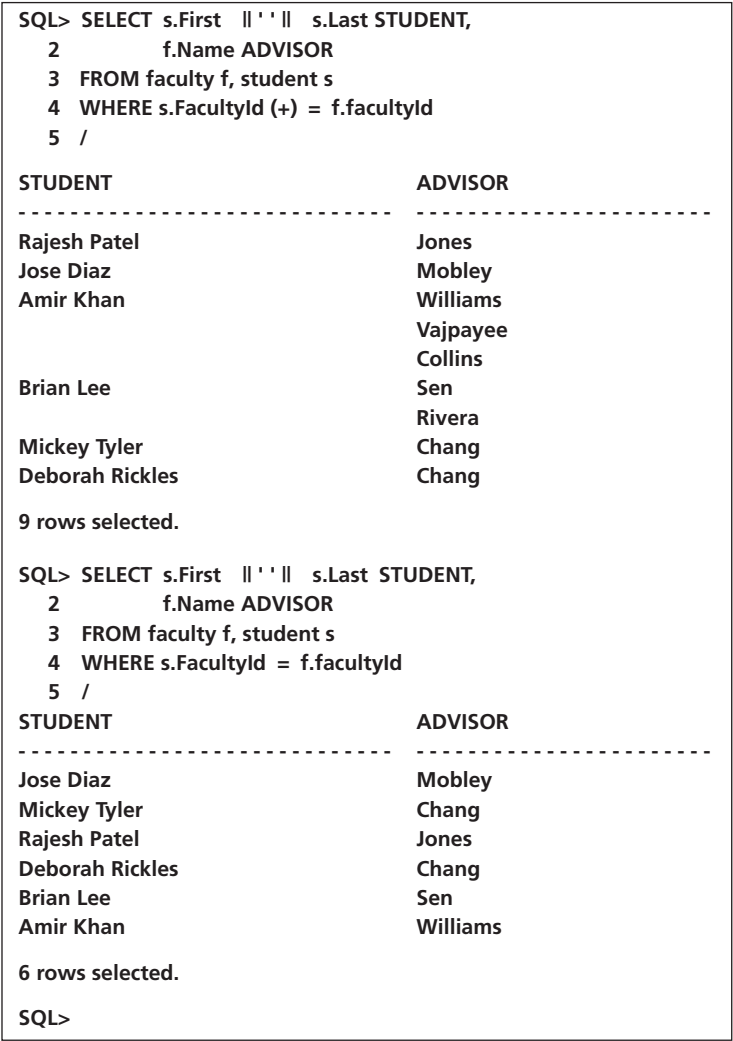 SQL> SELECT s.First || ' ' || s.Last STUDENT,
2 f.Name ADVISOR
3 FROM faculty f, student s
4 WHERE s.FacultyId (+) = f.facultyId
5 /
STUDENT ADVISOR
- - - - - - - - - - - - - - - - - - - - - - - - - - - - - - - - - - - - - - - - - - - - - - - - - - - -
Rajesh Patel Jones
Jose Diaz Mobley
Amir Khan Williams
Vajpayee
Collins
Brian Lee Sen
Rivera
Mickey Tyler Chang
Deborah Rickles Chang
9 rows selected.
SQL> SELECT s.First || ' ' || s.Last STUDENT,
2 f.Name ADVISOR
3 FROM faculty f, student s
4 WHERE s.FacultyId = f.facultyId
5 /
STUDENT ADVISOR
- - - - - - - - - - - - - - - - - - - - - - - - - - - - - - - - - - - - - - - - - - - - - - - - - - - -
Jose Diaz Mobley
Mickey Tyler Chang
Rajesh Patel Jones
Deborah Rickles Chang
Brian Lee Sen
Amir Khan Williams
6 rows selected.
SQL>